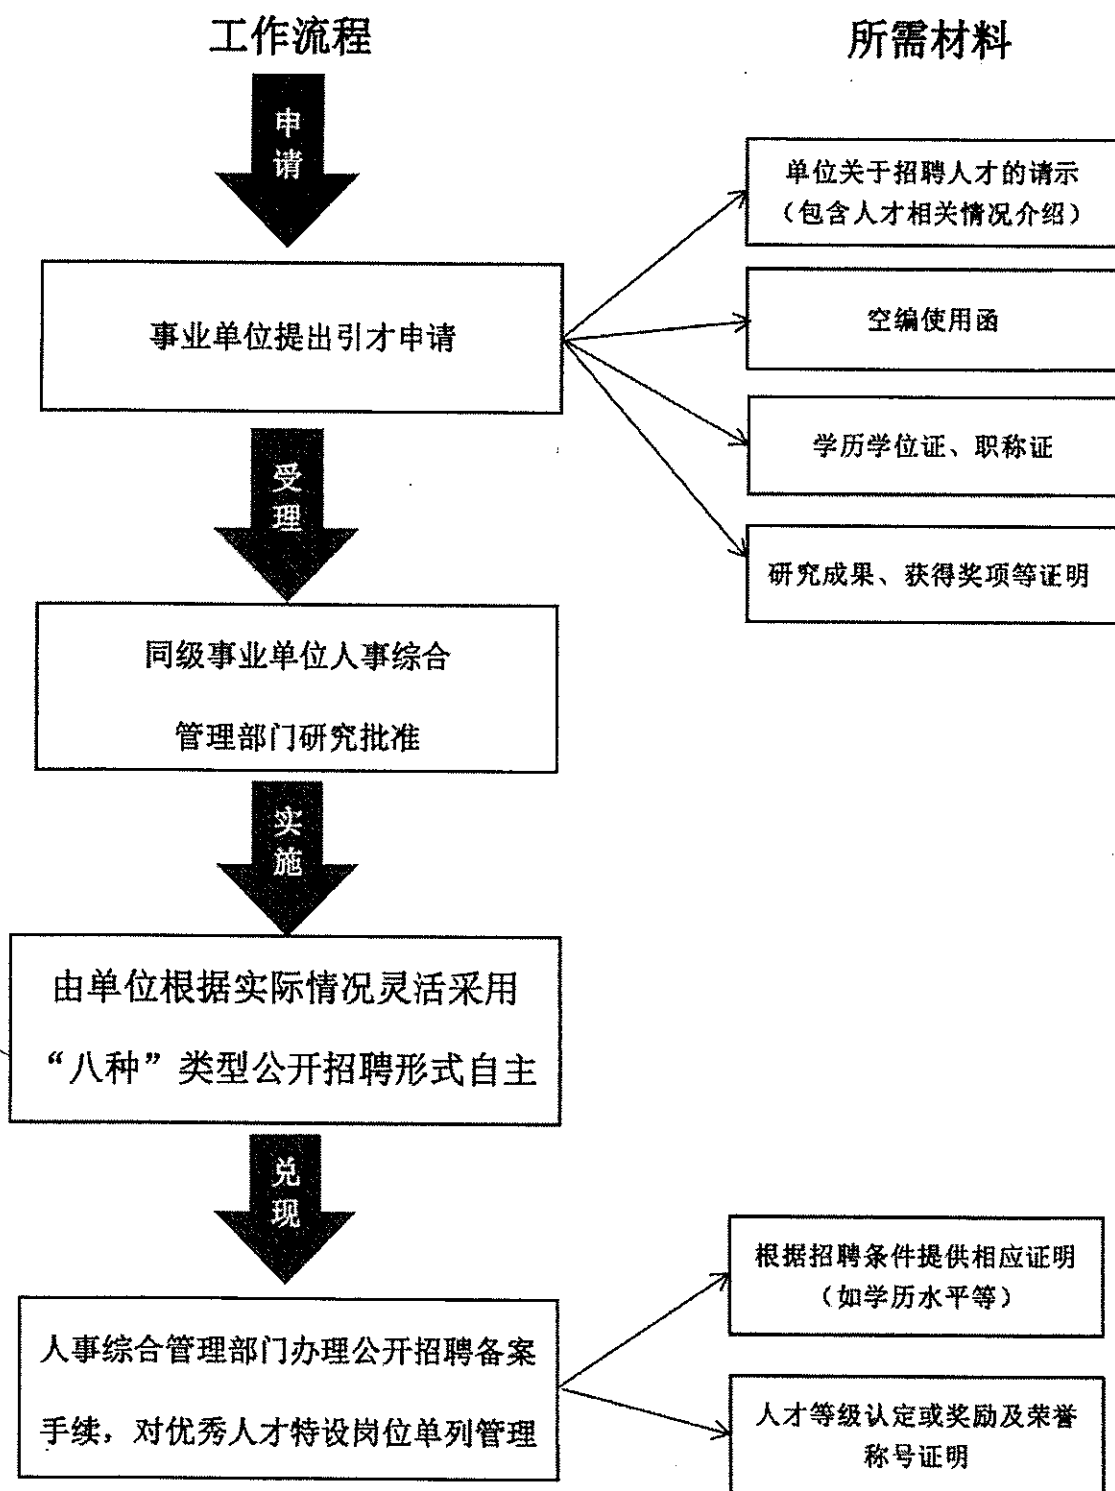 工作流程
所需材料
申
请
单位关于招聘人才的请示
（包含人才相关情况介绍）
事业单位提出引才申请
空编使用函
学历学位证、职称证
研究成果、获得奖项等证明
受
理
同级事业单位人事综合
管理部门研究批准
实
施
由单位根据实际情况灵活采用
“八种”类型公开招聘形式自主
兑
现
人事综合管理部门办理公开招聘备案
手续，对优秀人才特设岗位单列管理
根据招聘条件提供相应证明
（如学历水平等）
人才等级认定或奖励及荣誉
称号证明